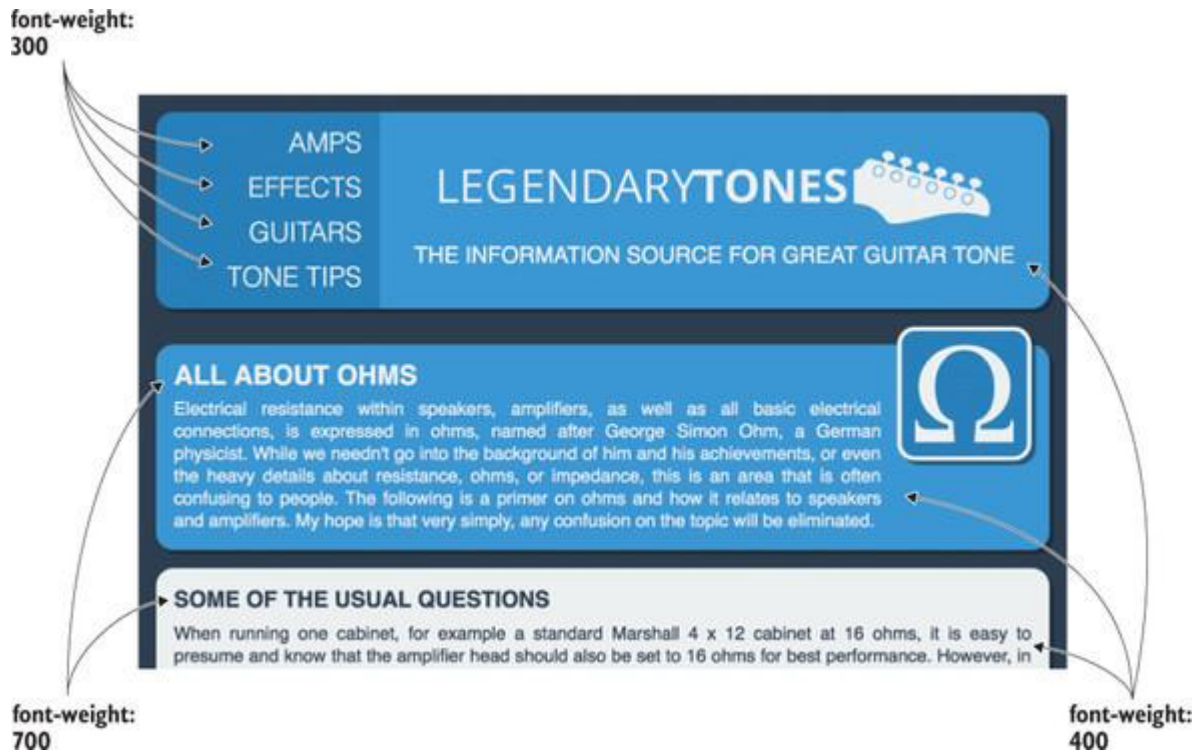 font-weight:
300
AMPS
EFFECTS
GUITARS
TONE TIPS
LEGENDARYTONES
THE INFORMATION SOURCE FOR GREAT GUITAR TONE
ALL ABOUT OHMS
Ω
Electrical resistance within speakers, amplifiers, as well as all basic electrical
connections, is expressed in ohms, named after George Simon Ohm, a German
physicist. While we needn't go into the background of him and his achievements, or even
the heavy details about resistance, ohms, or impedance, this is an area that is often
confusing to people. The following is a primer on ohms and how it relates to speakers
and amplifiers. My hope is that very simply, any confusion on the topic will be eliminated.
SOME OF THE USUAL QUESTIONS
When running one cabinet, for example a standard Marshall 4 x 12 cabinet at 16 ohms, it is easy to
presume and know that the amplifier head should also be set to 16 ohms for best performance. However, in
font-weight:
700
font-weight:
400